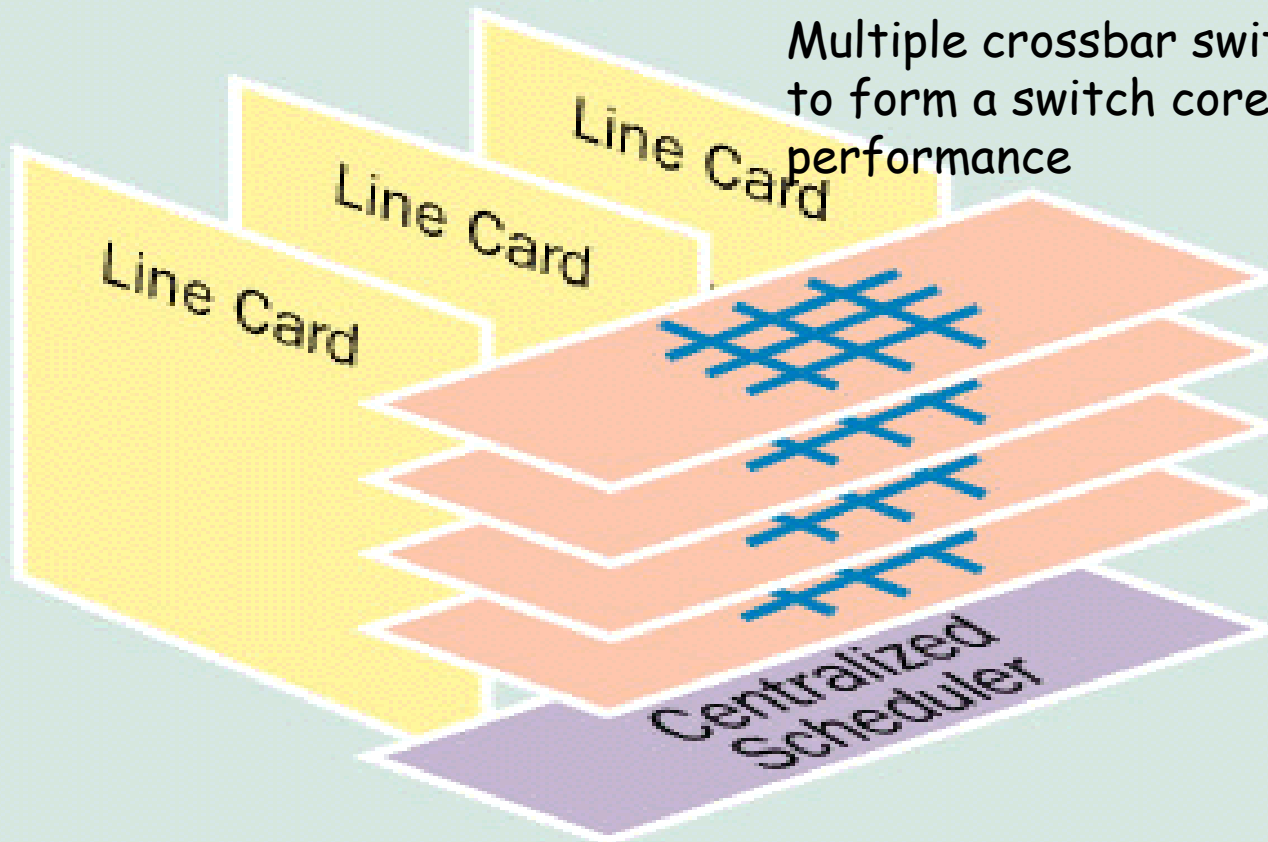 Multiple crossbar swit
to form a switch core
performance
Line Card
Line Card
Line Card
Centralized
Scheduler